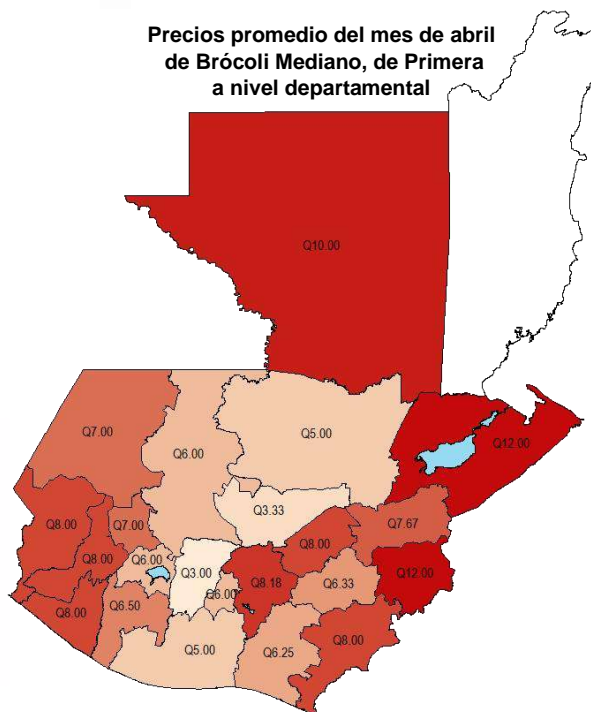 Precios promedio del mes de abril
de Brócoli Mediano, de Primera
a nivel departamental
Q10.00
Q7.00
Q5.00
Q12.00
Q6.00
Q3.33
Q8.00
Q7.00
Q7.67
Q8.00
Q8.00
Q6.00
Q3.00
Q8.18
Q6.33
Q12.00
Q6.00
Q6.50
Q8.00
Q8.00
Q5.00
Q6.25